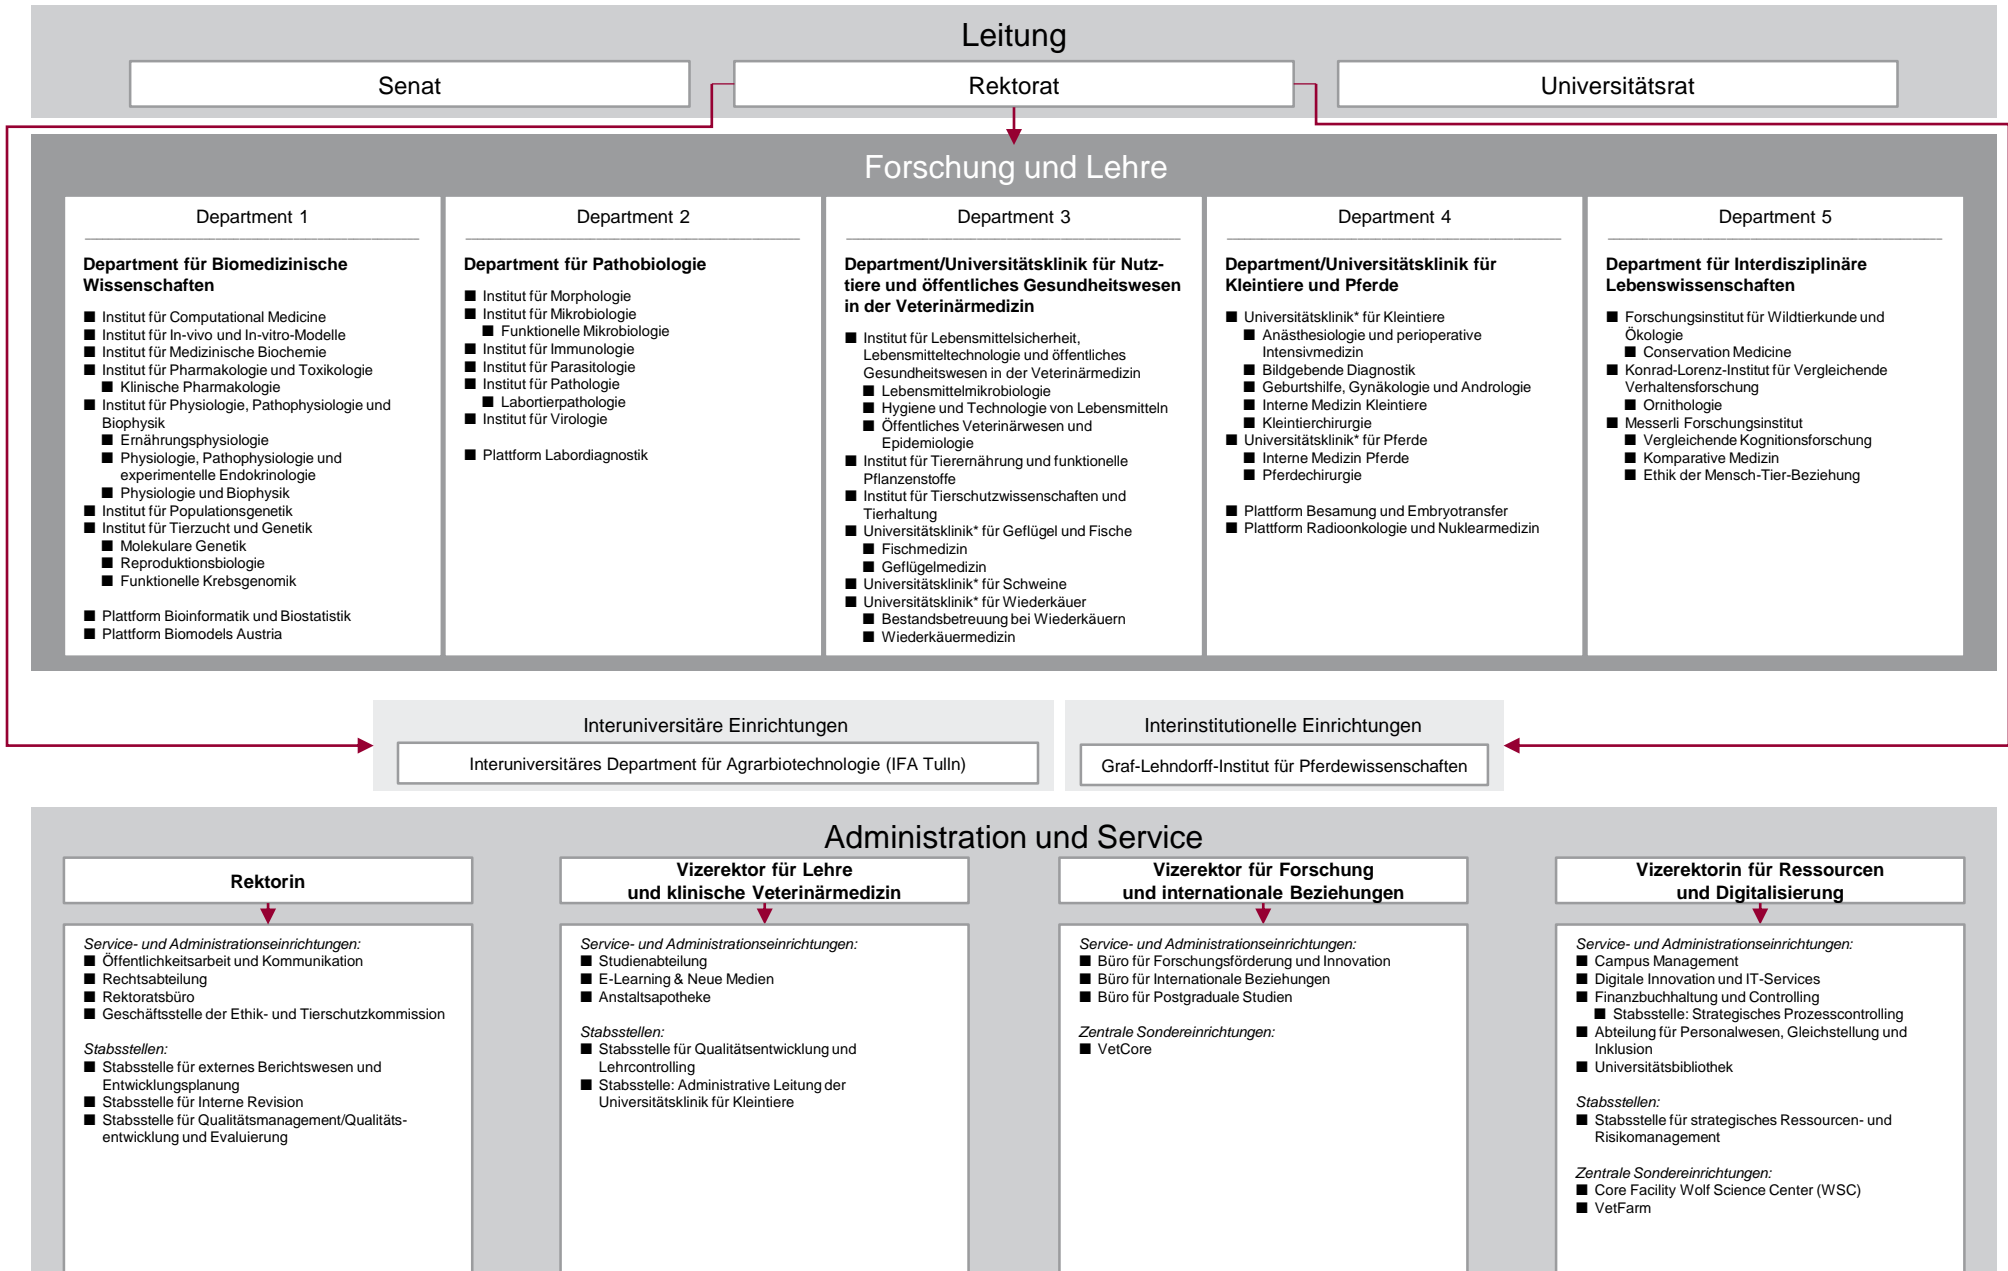 Leitung
Senat
Rektorat
Universitätsrat
Forschung und Lehre
Department 1
Department für Biomedizinische
Wissenschaften
Institut für Computational Medicine
Institut für In-vivo und In-vitro-Modelle
Institut für Medizinische Biochemie
Institut für Pharmakologie und Toxikologie
Klinische Pharmakologie
Institut für Physiologie, Pathophysiologie und
Biophysik
Ernährungsphysiologie
Physiologie, Pathophysiologie und
experimentelle Endokrinologie
Physiologie und Biophysik
Institut für Populationsgenetik
Institut für Tierzucht und Genetik
Molekulare Genetik
Reproduktionsbiologie
Funktionelle Krebsgenomik
Plattform Bioinformatik und Biostatistik
Plattform Biomodels Austria
Department 2
Department für Pathobiologie
Institut für Morphologie
Institut für Mikrobiologie
Funktionelle Mikrobiologie
Institut für Immunologie
Institut für Parasitologie
Institut für Pathologie
Labortierpathologie
Institut für Virologie
Plattform Labordiagnostik
Department 3
Department/Universitätsklinik für Nutz-
tiere und öffentliches Gesundheitswesen
in der Veterinärmedizin
Institut für Lebensmittelsicherheit,
Lebensmitteltechnologie und öffentliches
Gesundheitswesen in der Veterinärmedizin
Lebensmittelmikrobiologie
Hygiene und Technologie von Lebensmitteln
Öffentliches Veterinärwesen und
Epidemiologie
Institut für Tierernährung und funktionelle
Pflanzenstoffe
Institut für Tierschutzwissenschaften und
Tierhaltung
Universitätsklinik* für Geflügel und Fische
Fischmedizin
Geflügelmedizin
Universitätsklinik* für Schweine
Universitätsklinik* für Wiederkäuer
Bestandsbetreuung bei Wiederkäuern
Wiederkäuermedizin
Department 4
Department/Universitätsklinik für
Kleintiere und Pferde
Universitätsklinik* für Kleintiere
Anästhesiologie und perioperative
Intensivmedizin
Bildgebende Diagnostik
Geburtshilfe, Gynäkologie und Andrologie
Interne Medizin Kleintiere
Kleintierchirurgie
Universitätsklinik* für Pferde
Interne Medizin Pferde
Pferdechirurgie
Plattform Besamung und Embryotransfer
Plattform Radioonkologie und Nuklearmedizin
Department 5
Department für Interdisziplinäre
Lebenswissenschaften
Forschungsinstitut für Wildtierkunde und
Ökologie
Conservation Medicine
Konrad-Lorenz-Institut für Vergleichende
Verhaltensforschung
Ornithologie
Messerli Forschungsinstitut
Vergleichende Kognitionsforschung
Komparative Medizin
Ethik der Mensch-Tier-Beziehung
Interuniversitäre Einrichtungen
Interuniversitäres Department für Agrarbiotechnologie (IFA Tulln)
Interinstitutionelle Einrichtungen
Graf-Lehndorff-Institut für Pferdewissenschaften
Administration und Service
Rektorin
Service- und Administrationseinrichtungen:
Öffentlichkeitsarbeit und Kommunikation
Rechtsabteilung
Rektoratsbüro
Geschäftsstelle der Ethik- und Tierschutzkommission
Stabsstellen:
Stabsstelle für externes Berichtswesen und
Entwicklungsplanung
Stabsstelle für Interne Revision
Stabsstelle für Qualitätsmanagement/Qualitäts-
entwicklung und Evaluierung
Vizerektor für Lehre
und klinische Veterinärmedizin
Service- und Administrationseinrichtungen:
Studienabteilung
E-Learning & Neue Medien
Anstaltsapotheke
Stabsstellen:
Stabsstelle für Qualitätsentwicklung und
Lehrcontrolling
Stabsstelle: Administrative Leitung der
Universitätsklinik für Kleintiere
Vizerektor für Forschung
und internationale Beziehungen
Service- und Administrationseinrichtungen:
Büro für Forschungsförderung und Innovation
Büro für Internationale Beziehungen
Büro für Postgraduale Studien
Zentrale Sondereinrichtungen:
VetCore
Vizerektorin für Ressourcen
und Digitalisierung
Service- und Administrationseinrichtungen:
Campus Management
Digitale Innovation und IT-Services
Finanzbuchhaltung und Controlling
Stabsstelle: Strategisches Prozesscontrolling
Abteilung für Personalwesen, Gleichstellung und
Inklusion
Universitätsbibliothek
Stabsstellen:
Stabsstelle für strategisches Ressourcen- und
Risikomanagement
Zentrale Sondereinrichtungen:
Core Facility Wolf Science Center (WSC)
VetFarm